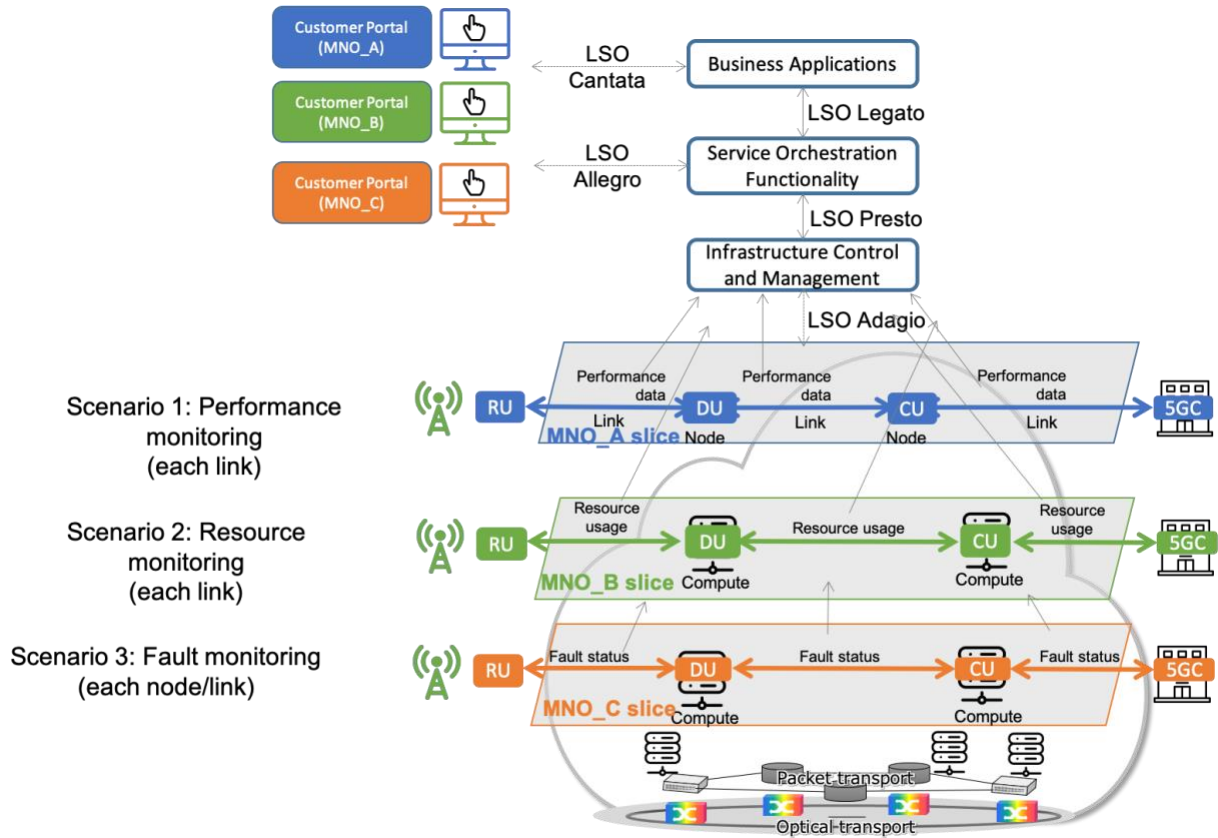 Customer Portal
(MNO_A)
LSO
Cantata
Business Applications
LSO Legato
Customer Portal
(MNO_B)
LSO
Allegro
Service Orchestration
Functionality
Customer Portal
(MNO_C)
LSO Presto
Infrastructure Control
and Management
LSO Adagio
Scenario 1: Performance
monitoring
(each link)
Performance
data
Performance
data
Performance
data
RU
DU
CU
5GC
Link
Node
Link
Node
Link
MNO_A slice
Scenario 2: Resource
monitoring
(each link)
Resource
usage
Resource usage
Resource
usage
RU
DU
CU
5GC
Compute
Compute
MNO_B slice
Scenario 3: Fault monitoring
(each node/link)
Fault status
Fault status
Fault status
RU
DU
CU
5GC
Compute
Compute
MNO_C slice
Packet transport
Optical transport